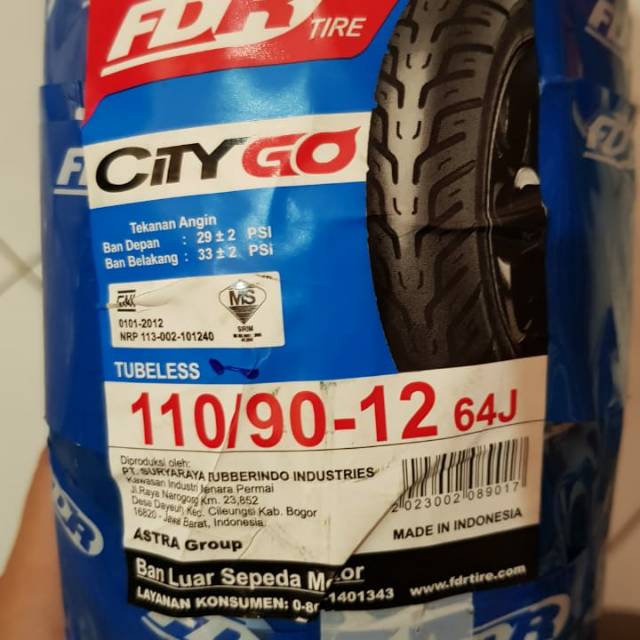 FDR TIRE
CITY GO
Tekanan Angin
Ban Depan : 29 ± 2 PSI
Ban Belakang : 33 ± 2 PSi
MS
SIRIM
0101-2012
NRP 113-002-101240
TUBELESS
110/90-12 64J
Diproduksi oleh:
PT. SURYARAYA RUBBERINDO INDUSTRIES
Kawasan Industri Menara Permai
Jl.Raya Narogong Km. 23,852
Desa Dayeuh Kec. Cileungsi Kab. Bogor
16820 - Jawa Barat, Indonesia
2 023002 089017
MADE IN INDONESIA
ASTRA Group
Ban Luar Sepeda
www.fdrtire.com
LAYANAN KONSUMEN: 1401343
FDR